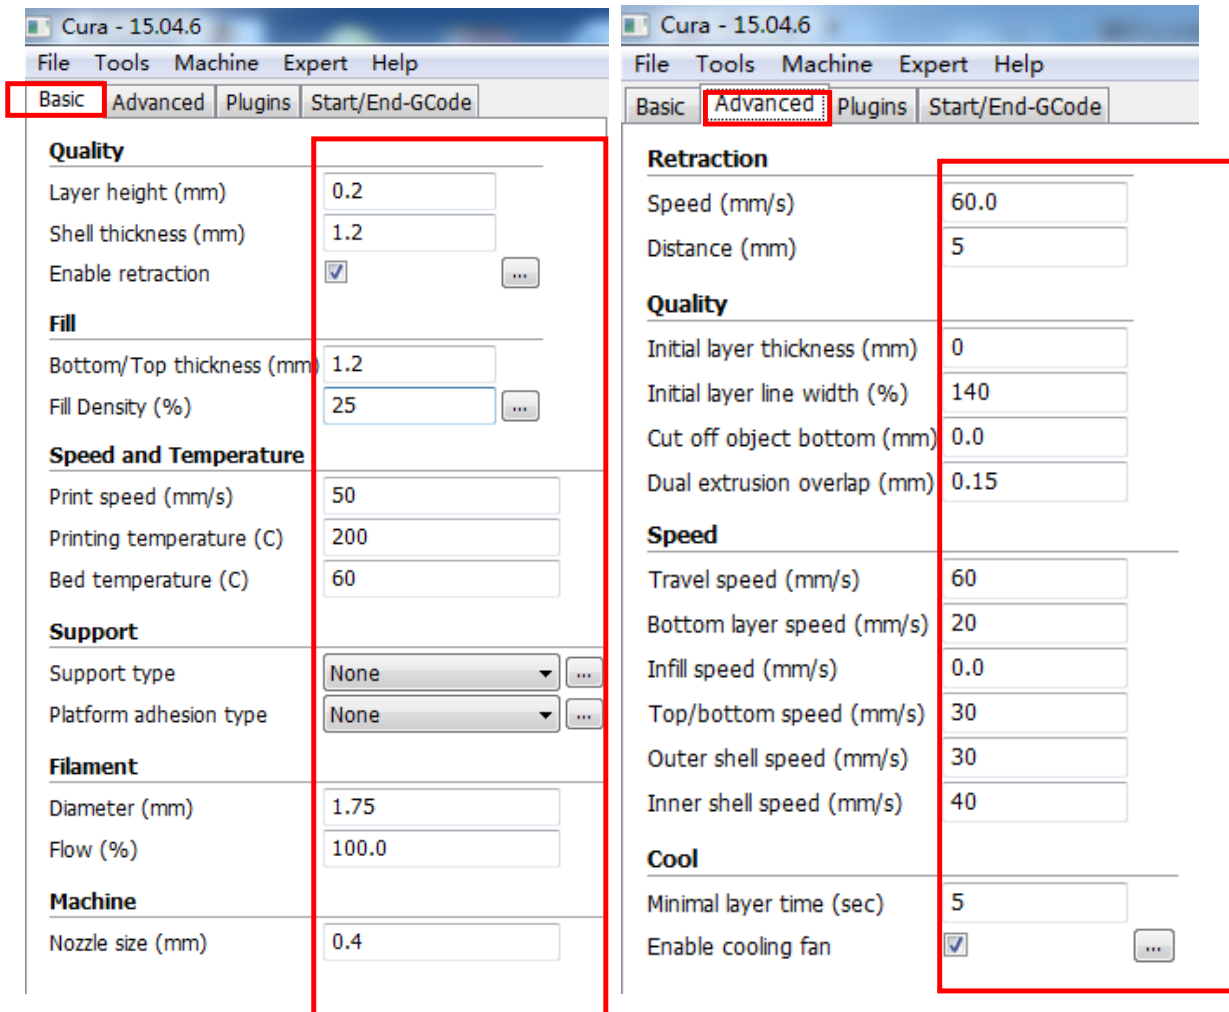 Cura - 15.04.6
File Tools Machine Expert Help
Basic Advanced Plugins Start/End-GCode
Quality
Layer height (mm) 0.2
Shell thickness (mm) 1.2
Enable retraction ...
Fill
Bottom/Top thickness (mm) 1.2
Fill Density (%) 25 ...
Speed and Temperature
Print speed (mm/s) 50
Printing temperature (C) 200
Bed temperature (C) 60
Support
Support type None ...
Platform adhesion type None ...
Filament
Diameter (mm) 1.75
Flow (%) 100.0
Machine
Nozzle size (mm) 0.4
Cura - 15.04.6
File Tools Machine Expert Help
Basic Advanced Plugins Start/End-GCode
Retraction
Speed (mm/s) 60.0
Distance (mm) 5
Quality
Initial layer thickness (mm) 0
Initial layer line width (%) 140
Cut off object bottom (mm) 0.0
Dual extrusion overlap (mm) 0.15
Speed
Travel speed (mm/s) 60
Bottom layer speed (mm/s) 20
Infill speed (mm/s) 0.0
Top/bottom speed (mm/s) 30
Outer shell speed (mm/s) 30
Inner shell speed (mm/s) 40
Cool
Minimal layer time (sec) 5
Enable cooling fan ...